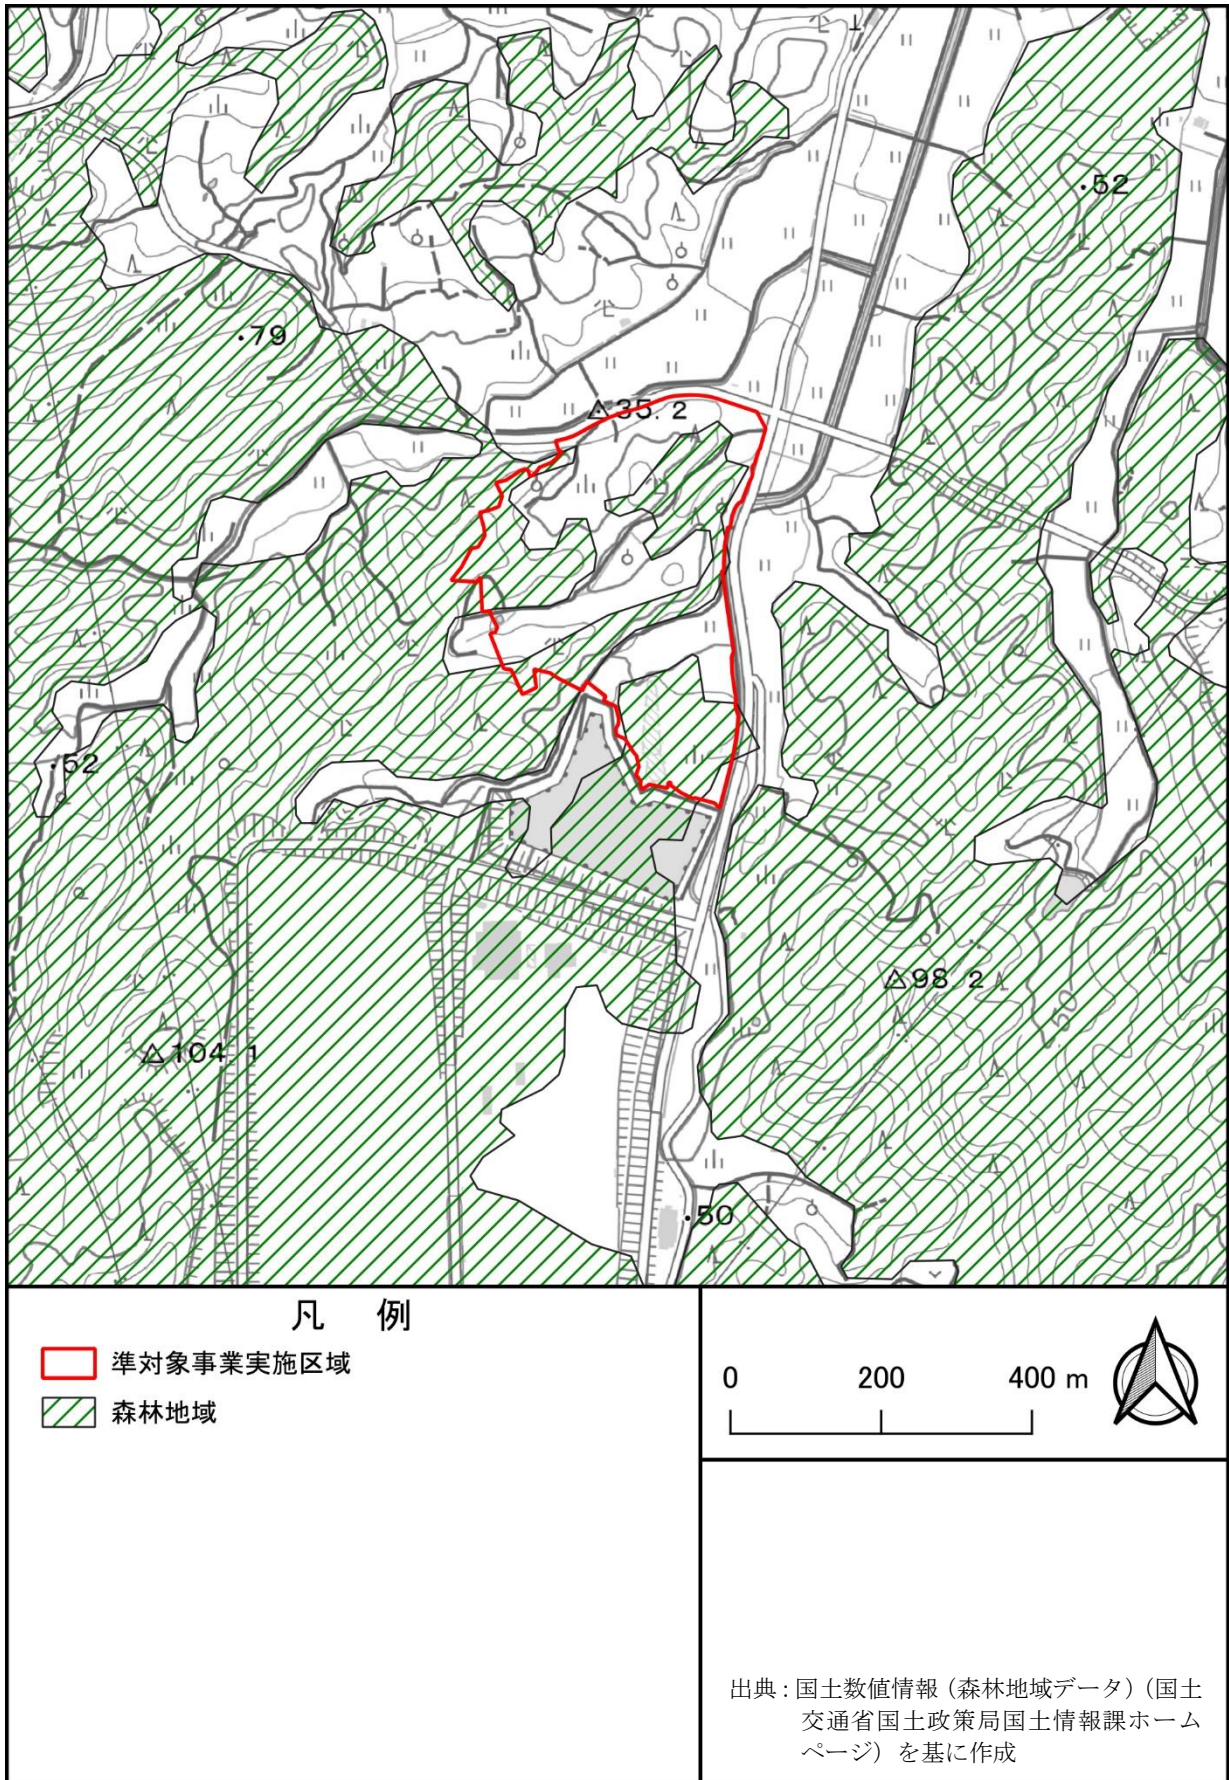 52
79
35.2
52
98.2
50
104.1
50
凡 例
準対象事業実施区域
森林地域
0 200 400 m
出典:国土数値情報(森林地域データ)(国土
交通省国土政策局国土情報課ホーム
ページ)を基に作成